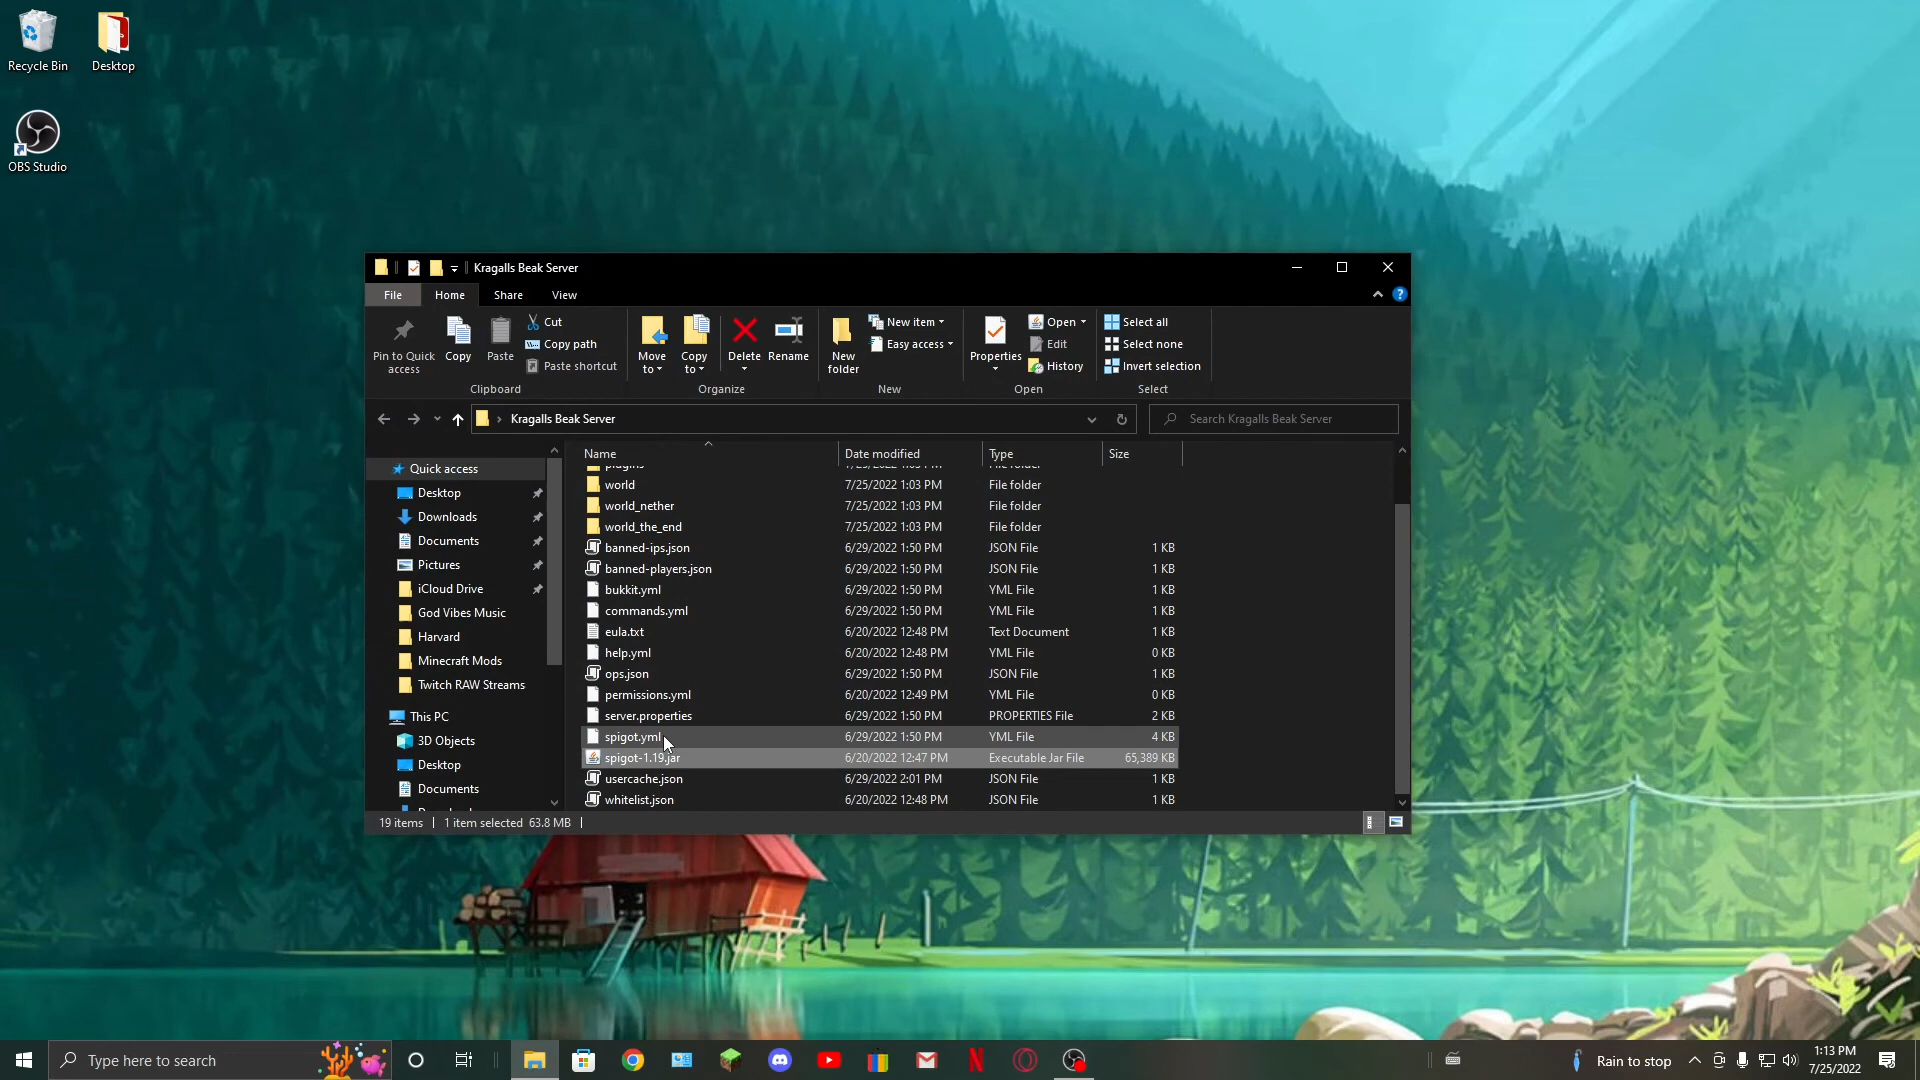 Recycle Bin
Desktop
OBS Studio
Kragalls Beak Server
File Home Share View
Pin to Quick access
Copy
Paste
Cut
Copy path
Paste shortcut
Clipboard
Move to
Copy to
Delete
Rename
Organize
New folder
New item
Easy access
New
Properties
Open
Edit
History
Open
Select all
Select none
Invert selection
Select
Kragalls Beak Server
Search Kragalls Beak Server
Quick access
Desktop
Downloads
Documents
Pictures
iCloud Drive
God Vibes Music
Harvard
Minecraft Mods
Twitch RAW Streams
This PC
3D Objects
Desktop
Documents
Name Date modified Type Size
plugins 7/25/2022 1:03 PM File folder
world 7/25/2022 1:03 PM File folder
world_nether 7/25/2022 1:03 PM File folder
world_the_end 7/25/2022 1:03 PM File folder
banned-ips.json 6/29/2022 1:50 PM JSON File 1 KB
banned-players.json 6/29/2022 1:50 PM JSON File 1 KB
bukkit.yml 6/29/2022 1:50 PM YML File 1 KB
commands.yml 6/29/2022 1:50 PM YML File 1 KB
eula.txt 6/20/2022 12:48 PM Text Document 1 KB
help.yml 6/20/2022 12:48 PM YML File 0 KB
ops.json 6/29/2022 1:50 PM JSON File 1 KB
permissions.yml 6/20/2022 12:49 PM YML File 0 KB
server.properties 6/29/2022 1:50 PM PROPERTIES File 2 KB
spigot.yml 6/29/2022 1:50 PM YML File 4 KB
spigot-1.19.jar 6/20/2022 12:47 PM Executable Jar File 65,389 KB
usercache.json 6/29/2022 2:01 PM JSON File 1 KB
whitelist.json 6/20/2022 12:48 PM JSON File 1 KB
19 items 1 item selected 63.8 MB
Type here to search
Rain to stop
1:13 PM
7/25/2022